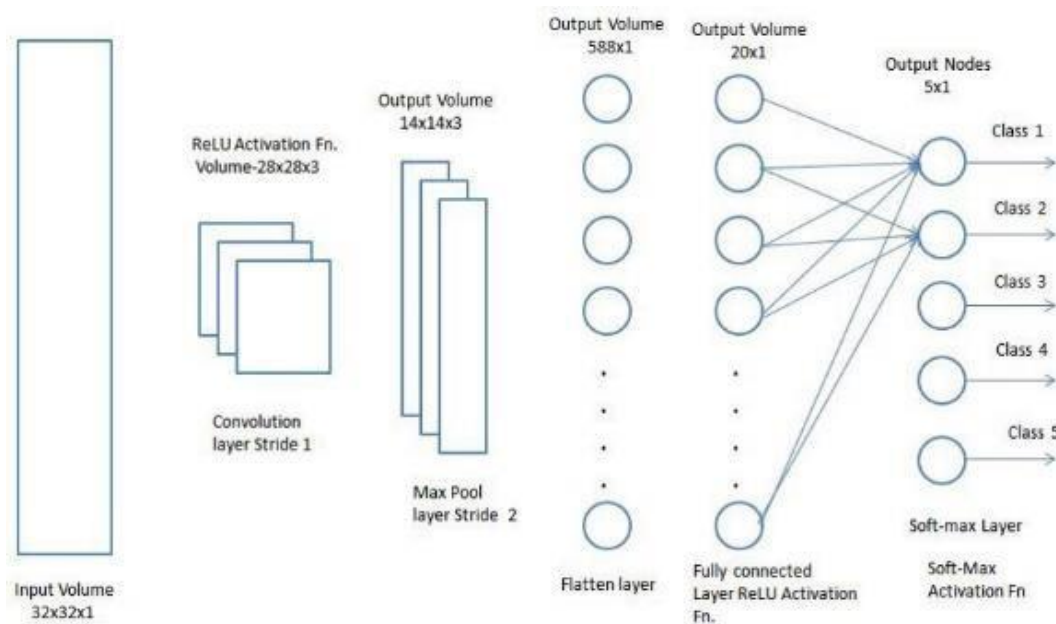 Input Volume
32x32x1
ReLU Activation Fn.
Volume-28x28x3
Convolution
layer Stride 1
Output Volume
14x14x3
Max Pool
layer Stride 2
Output Volume
588x1
Flatten layer
Output Volume
20x1
Fully connected
Layer ReLU Activation
Fn.
Output Nodes
5x1
Class 1
Class 2
Class 3
Class 4
Class 5
Soft-max Layer
Soft-Max
Activation Fn